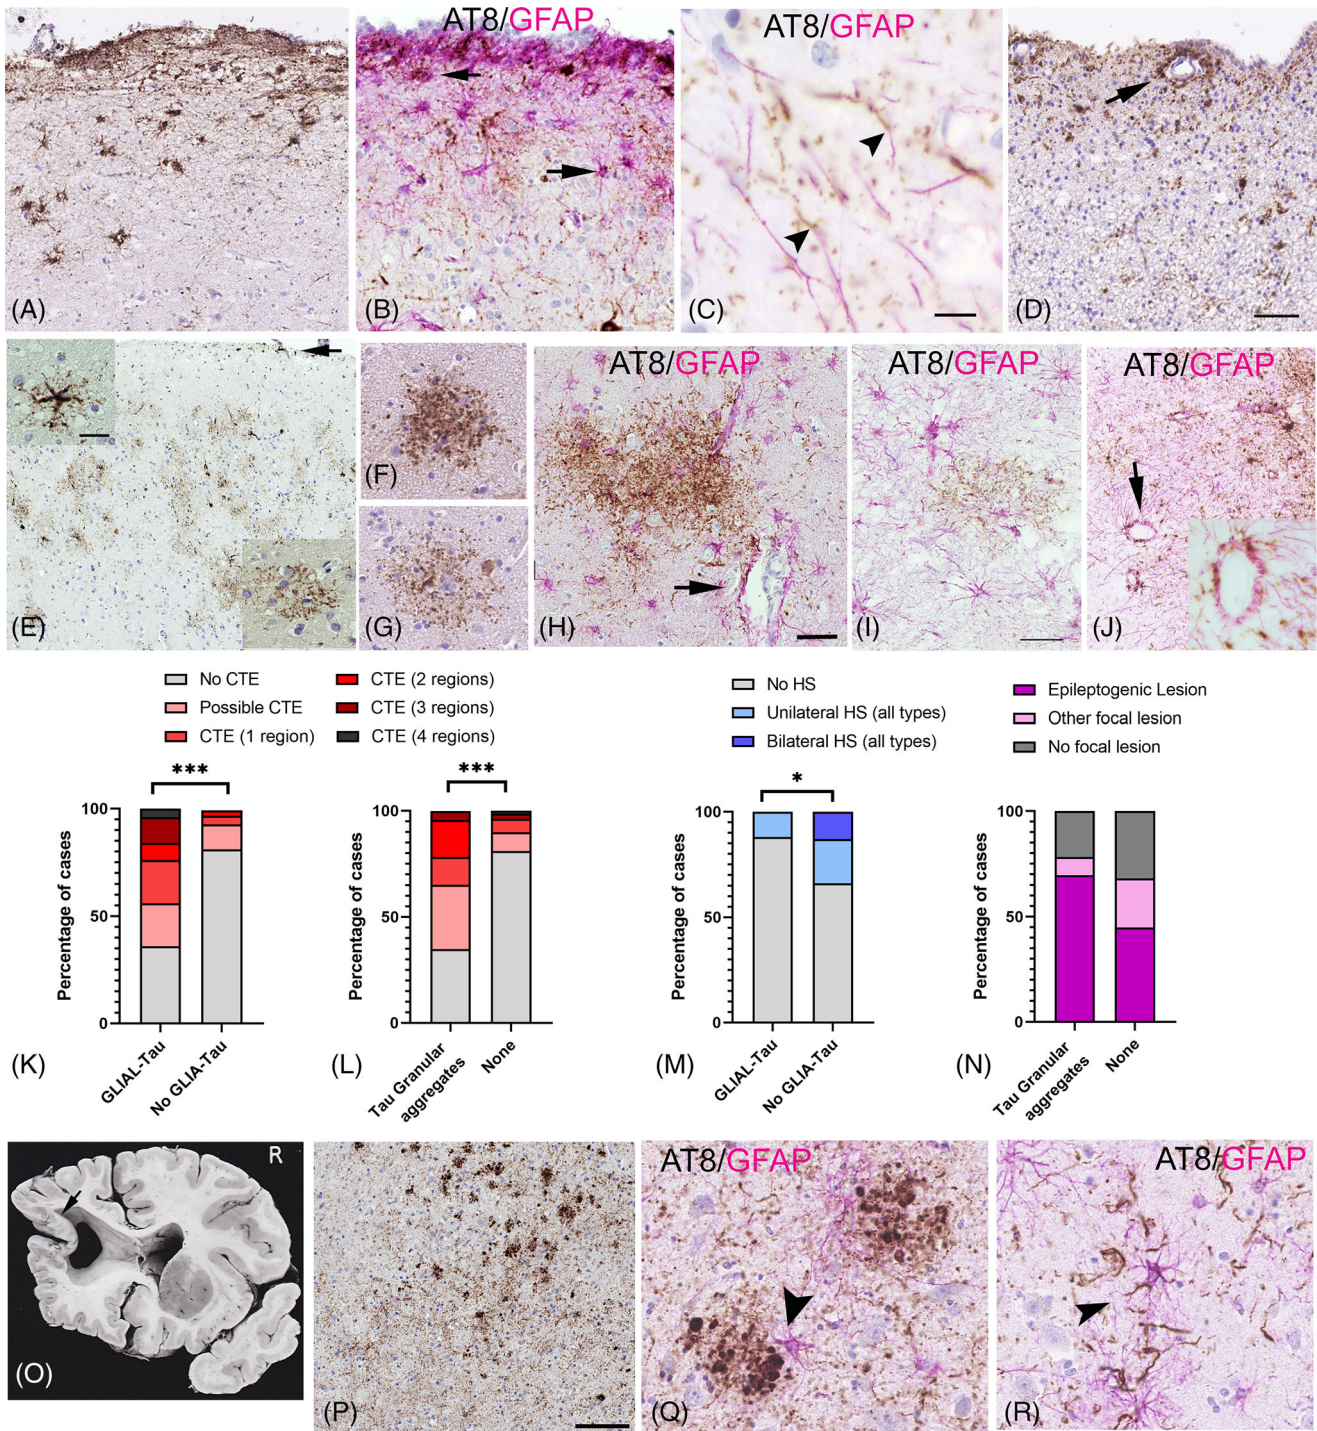 AT8/GFAP
AT8/GFAP
(A)
(B)
(C)
(D)
AT8/GFAP
AT8/GFAP
AT8/GFAP
(E)
(F)
(G)
(H)
(I)
(J)
No CTE
Possible CTE
CTE (1 region)
CTE (2 regions)
CTE (3 regions)
CTE (4 regions)
No HS
Unilateral HS (all types)
Bilateral HS (all types)
Epileptogenic Lesion
Other focal lesion
No focal lesion
***
Percentage of cases
100
50
0
GLIAL-Tau
No GLIA-Tau
(K)
***
Percentage of cases
100
50
0
Tau Granular
aggregates
None
(L)
*
Percentage of cases
100
50
0
GLIAL-Tau
No GLIA-Tau
(M)
Percentage of cases
100
50
0
Tau Granular
aggregates
None
(N)
R
(O)
(P)
AT8/GFAP
(Q)
AT8/GFAP
(R)